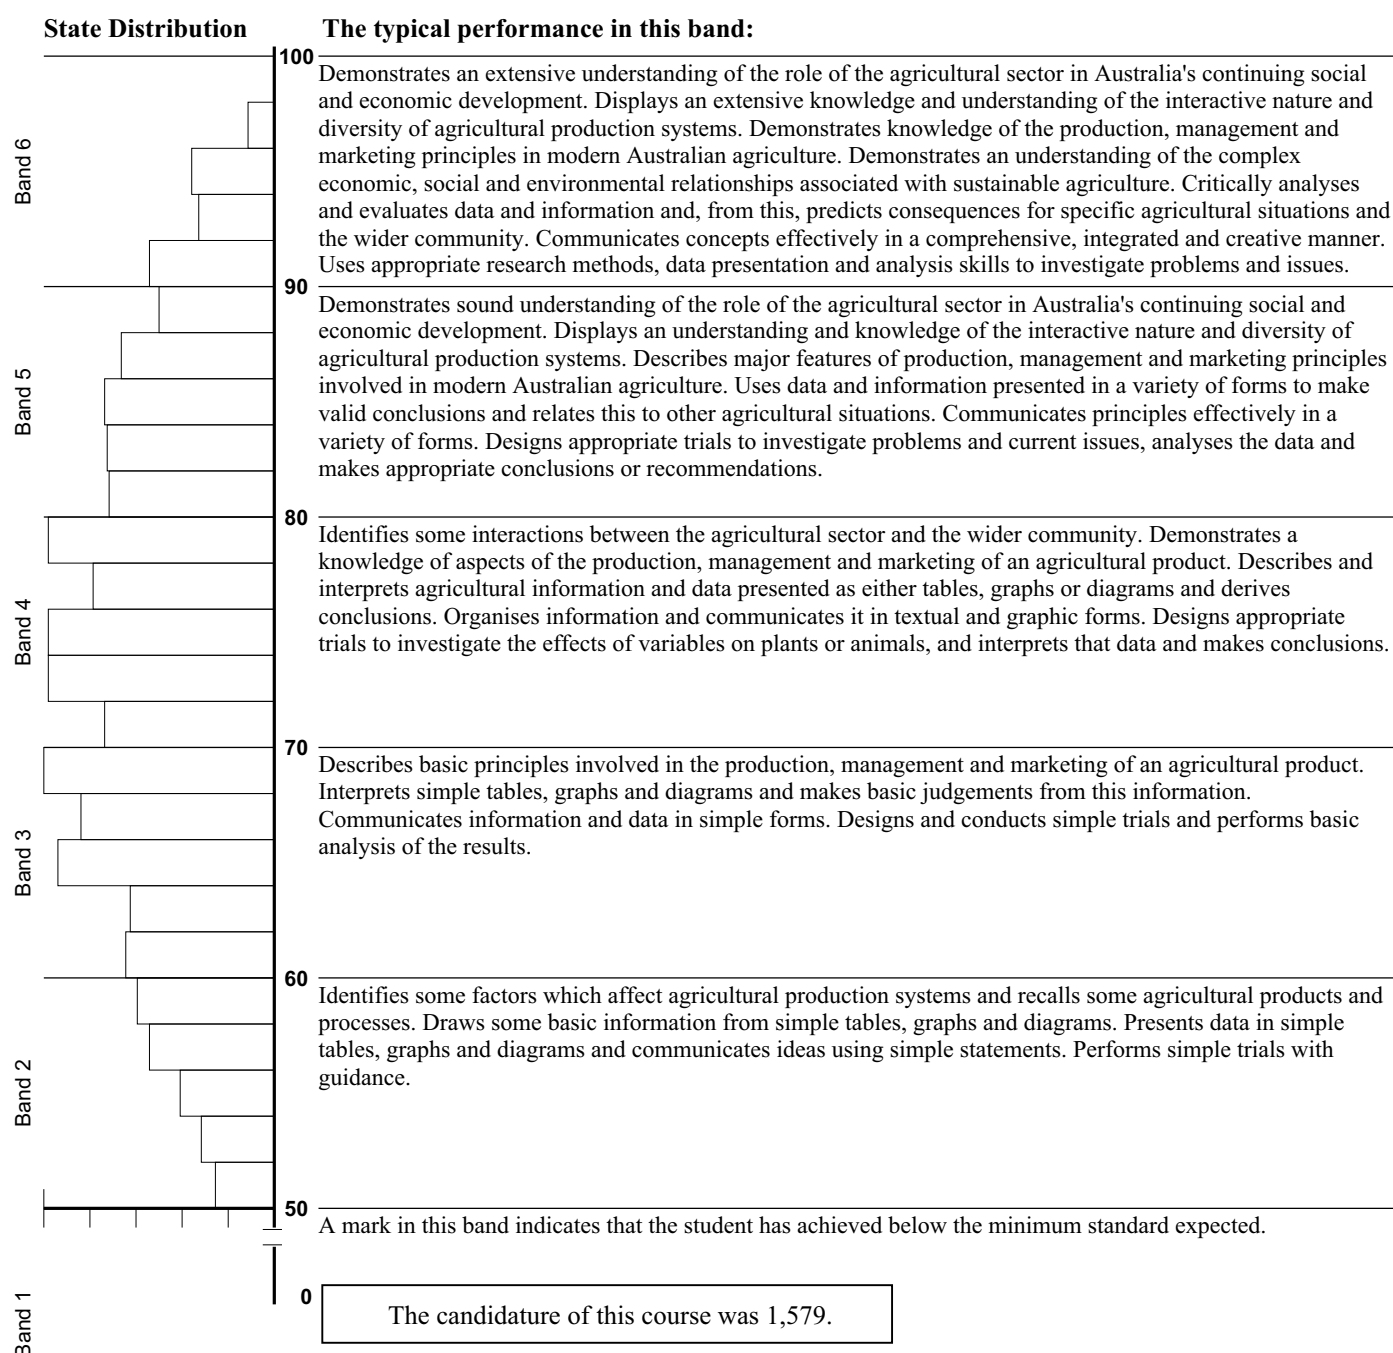 State Distribution
The typical performance in this band:
100
Band 6
Demonstrates an extensive understanding of the role of the agricultural sector in Australia's continuing social
and economic development. Displays an extensive knowledge and understanding of the interactive nature and
diversity of agricultural production systems. Demonstrates knowledge of the production, management and
marketing principles in modern Australian agriculture. Demonstrates an understanding of the complex
economic, social and environmental relationships associated with sustainable agriculture. Critically analyses
and evaluates data and information and, from this, predicts consequences for specific agricultural situations and
the wider community. Communicates concepts effectively in a comprehensive, integrated and creative manner.
Uses appropriate research methods, data presentation and analysis skills to investigate problems and issues.
90
Band 5
Demonstrates sound understanding of the role of the agricultural sector in Australia's continuing social and
economic development. Displays an understanding and knowledge of the interactive nature and diversity of
agricultural production systems. Describes major features of production, management and marketing principles
involved in modern Australian agriculture. Uses data and information presented in a variety of forms to make
valid conclusions and relates this to other agricultural situations. Communicates principles effectively in a
variety of forms. Designs appropriate trials to investigate problems and current issues, analyses the data and
makes appropriate conclusions or recommendations.
80
Band 4
Identifies some interactions between the agricultural sector and the wider community. Demonstrates a
knowledge of aspects of the production, management and marketing of an agricultural product. Describes and
interprets agricultural information and data presented as either tables, graphs or diagrams and derives
conclusions. Organises information and communicates it in textual and graphic forms. Designs appropriate
trials to investigate the effects of variables on plants or animals, and interprets that data and makes conclusions.
70
Band 3
Describes basic principles involved in the production, management and marketing of an agricultural product.
Interprets simple tables, graphs and diagrams and makes basic judgements from this information.
Communicates information and data in simple forms. Designs and conducts simple trials and performs basic
analysis of the results.
60
Band 2
Identifies some factors which affect agricultural production systems and recalls some agricultural products and
processes. Draws some basic information from simple tables, graphs and diagrams. Presents data in simple
tables, graphs and diagrams and communicates ideas using simple statements. Performs simple trials with
guidance.
50
A mark in this band indicates that the student has achieved below the minimum standard expected.
Band 1
0
The candidature of this course was 1,579.